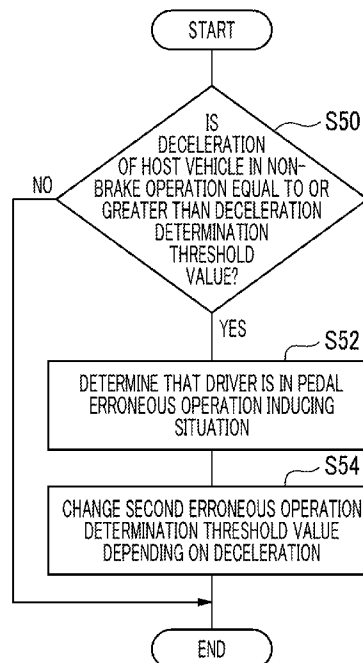 START
S50
IS
DECELERATION
OF HOST VEHICLE IN NON-
BRAKE OPERATION EQUAL TO OR
GREATER THAN DECELERATION
DETERMINATION
THRESHOLD
VALUE?
NO
YES
S52
DETERMINE THAT DRIVER IS IN PEDAL
ERRONEOUS OPERATION INDUCING
SITUATION
S54
CHANGE SECOND ERRONEOUS OPERATION
DETERMINATION THRESHOLD VALUE
DEPENDING ON DECELERATION
END